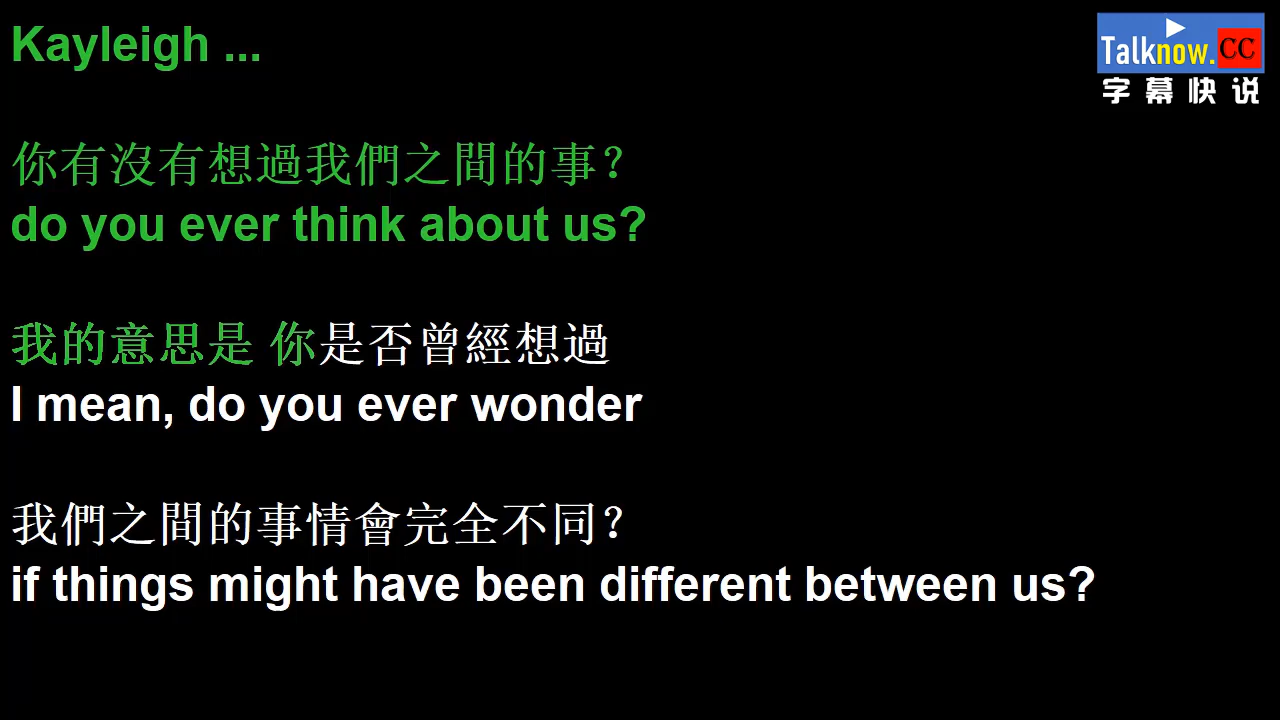 Kayleigh ...
Talknow.CC
字幕快说
你有沒有想過我們之間的事？
do you ever think about us?
我的意思是 你是否曾經想過
I mean, do you ever wonder
我們之間的事情會完全不同？
if things might have been different between us?